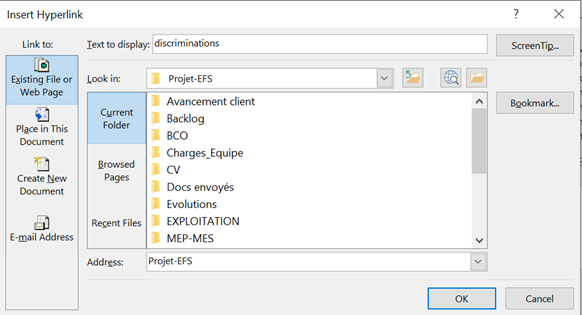 Insert Hyperlink
? ×
Link to:
Text to display: discriminations
ScreenTip...
Existing File or
Web Page
Look in: Projet-EFS
Bookmark...
Current
Folder
Avancement client
Backlog
BCO
Charges_Equipe
CV
Docs envoyés
Evolutions
EXPLOITATION
MEP-MES
Place in This
Document
Browsed
Pages
Create New
Document
Recent Files
E-mail Address
Address: Projet-EFS
OK
Cancel